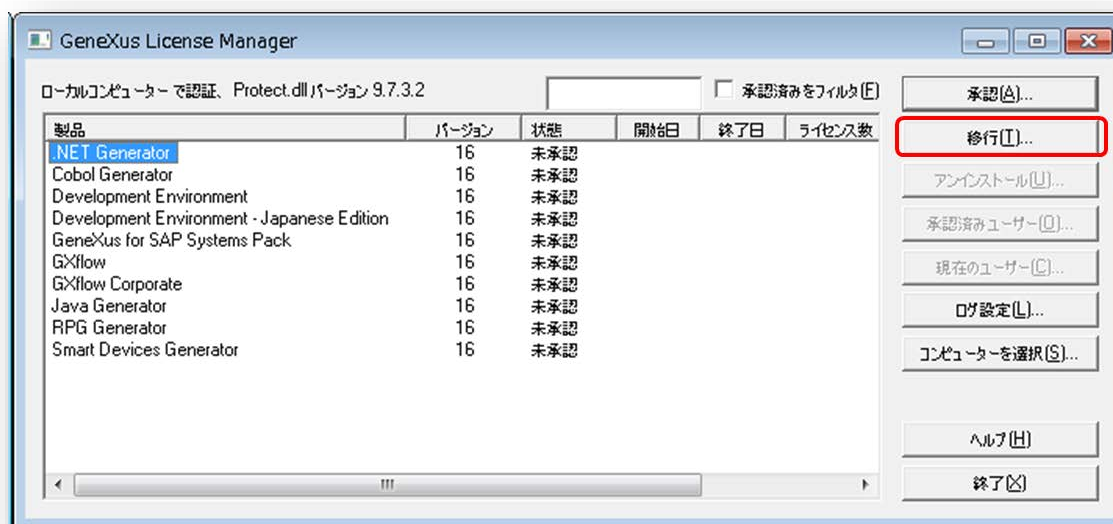 GeneXus License Manager
ローカルコンピューター で認証、Protect.dll バージョン 9.7.3.2
承認済みをフィルタ(F)
承認(A)...
製品 バージョン 状態 開始日 終了日 ライセンス数
移行(T)...
.NET Generator 16 未承認
Cobol Generator 16 未承認
アンインストール(U)...
Development Environment 16 未承認
Development Environment - Japanese Edition 16 未承認
承認済みユーザー(O)...
GeneXus for SAP Systems Pack 16 未承認
GXflow 16 未承認
現在のユーザー(C)...
GXflow Corporate 16 未承認
Java Generator 16 未承認
ログ設定(L)...
RPG Generator 16 未承認
Smart Devices Generator 16 未承認
コンピューターを選択(S)...
ヘルプ(H)
終了(X)